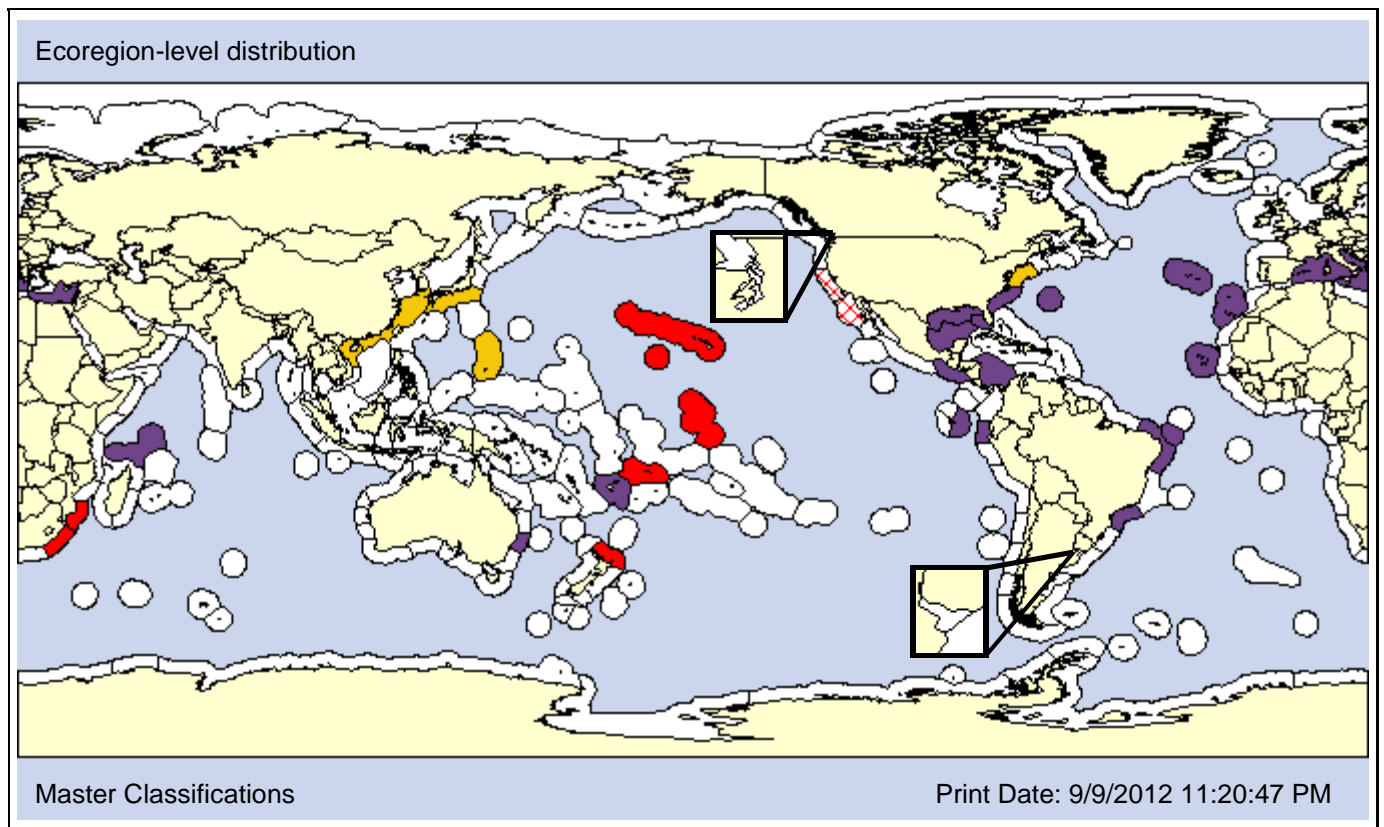 Ecoregion-level distribution
Master Classifications
Print Date: 9/9/2012 11:20:47 PM